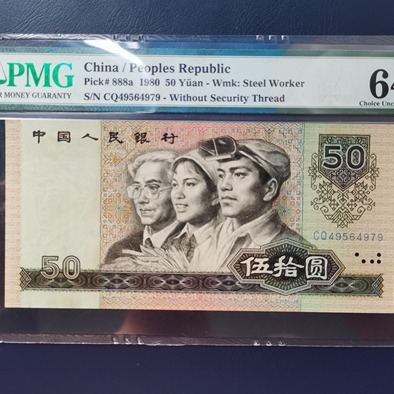 PMG
China / Peoples Republic
64
R MONEY GUARANTY
Pick# 888a 1980 50 Yüan - Wmk: Steel Worker
S/N CQ49564979 - Without Security Thread
Choice Unc
中国人民银行
50
CQ49564979
50
伍拾圆